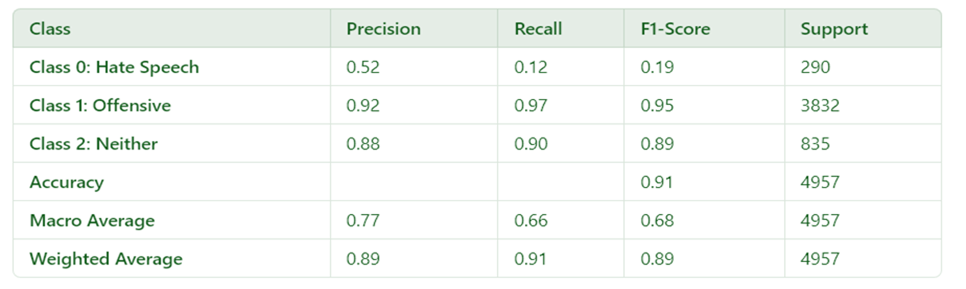 Class Precision Recall F1-Score Support
Class 0: Hate Speech 0.52 0.12 0.19 290
Class 1: Offensive 0.92 0.97 0.95 3832
Class 2: Neither 0.88 0.90 0.89 835
Accuracy 0.91 4957
Macro Average 0.77 0.66 0.68 4957
Weighted Average 0.89 0.91 0.89 4957